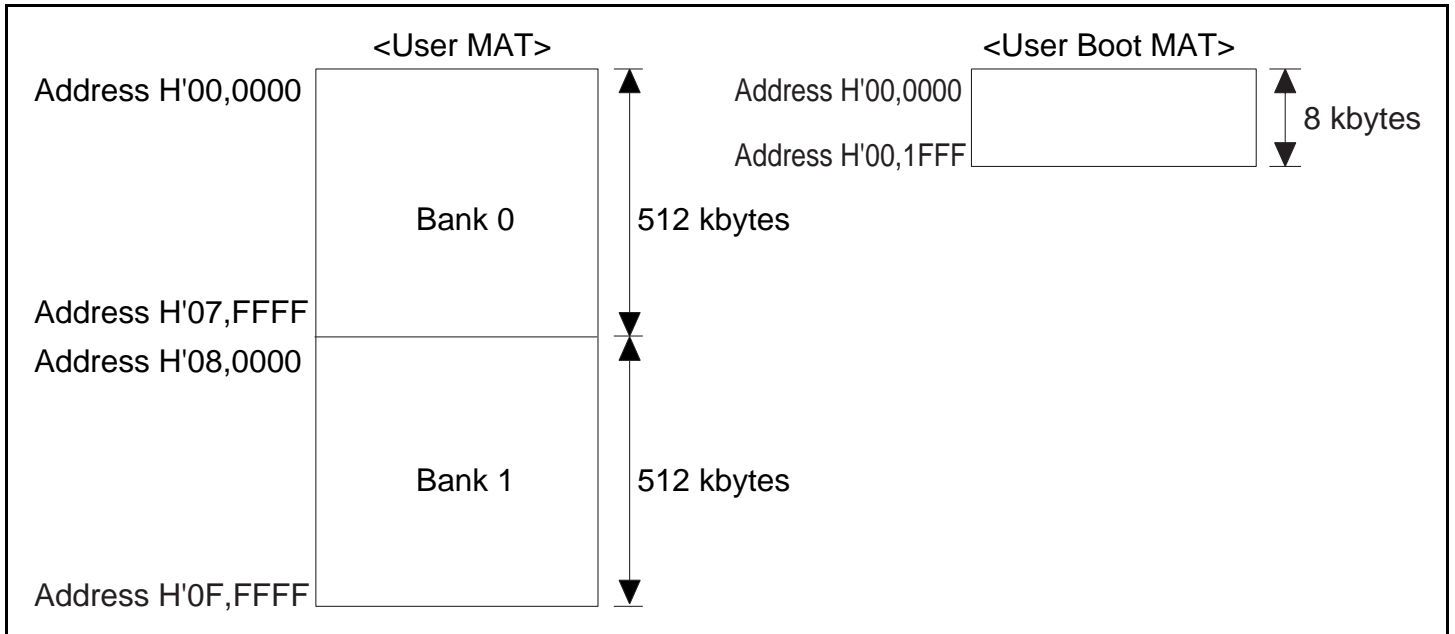 <User MAT>
Address H'00,0000
Bank 0
512 kbytes
Address H'07,FFFF
Address H'08,0000
Bank 1
512 kbytes
Address H'0F,FFFF
<User Boot MAT>
Address H'00,0000
8 kbytes
Address H'00,1FFF